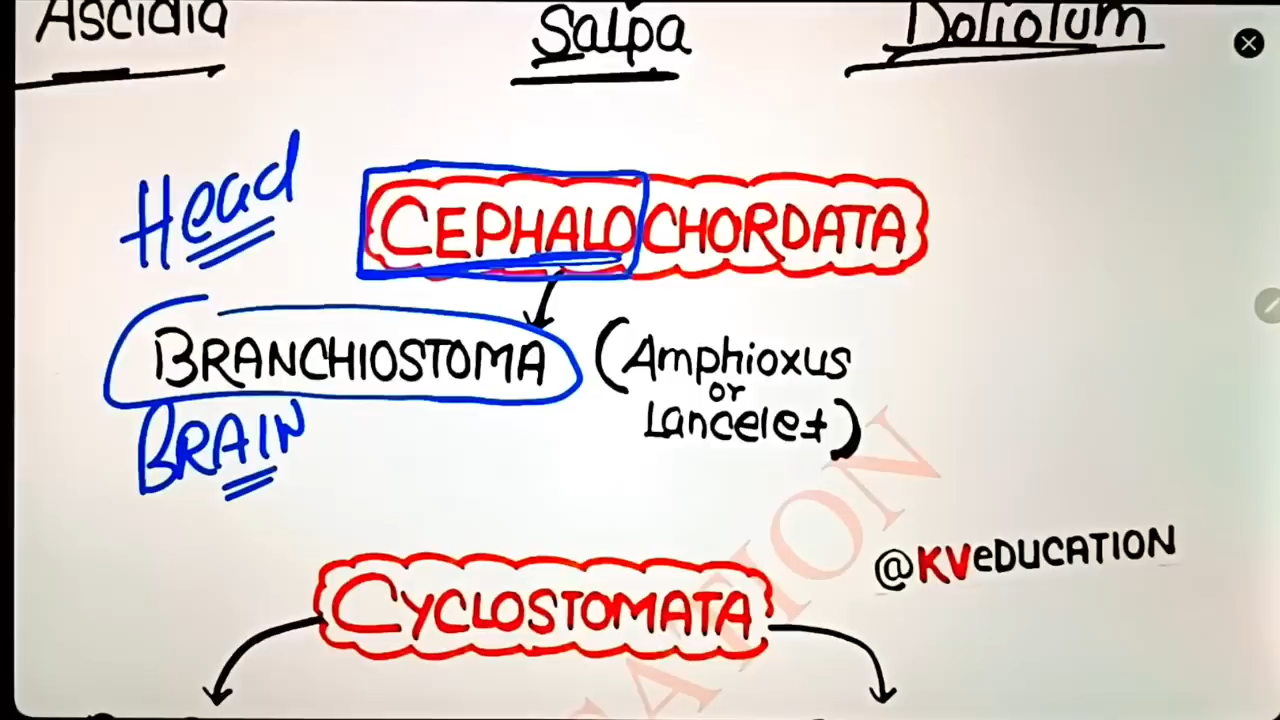 Ascidia Salpa Doliolum
Head
CEPHALOCHORDATA
BRANCHIOSTOMA (Amphioxus
or
Lancelet)
BRAIN
@KVeDUCATION
CYCLOSTOMATA